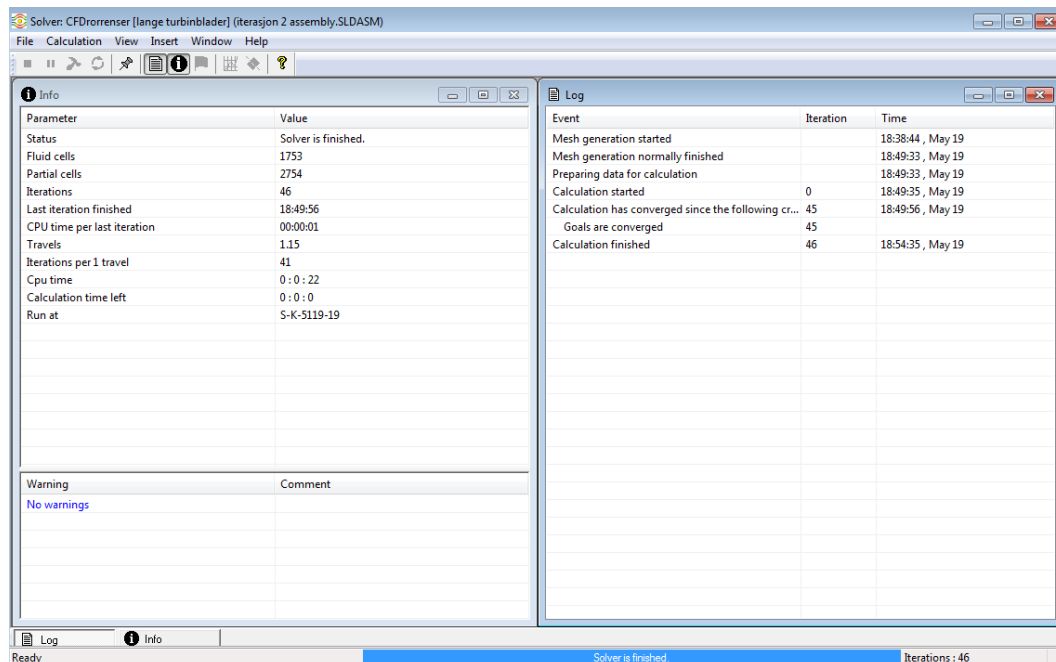 Solver: CFDrorrenser [lange turbinblader] (iterasjon 2 assembly.SLDASM)
File Calculation View Insert Window Help
Info
Parameter Value
Status Solver is finished.
Fluid cells 1753
Partial cells 2754
Iterations 46
Last iteration finished 18:49:56
CPU time per last iteration 00:00:01
Travels 1.15
Iterations per 1 travel 41
Cpu time 0 : 0 : 22
Calculation time left 0 : 0 : 0
Run at S-K-5119-19
Warning Comment
No warnings
Log
Event Iteration Time
Mesh generation started 18:38:44 , May 19
Mesh generation normally finished 18:49:33 , May 19
Preparing data for calculation 18:49:33 , May 19
Calculation started 0 18:49:35 , May 19
Calculation has converged since the following cr... 45 18:49:56 , May 19
Goals are converged 45
Calculation finished 46 18:54:35 , May 19
Log Info
Ready Solver is finished. Iterations : 46